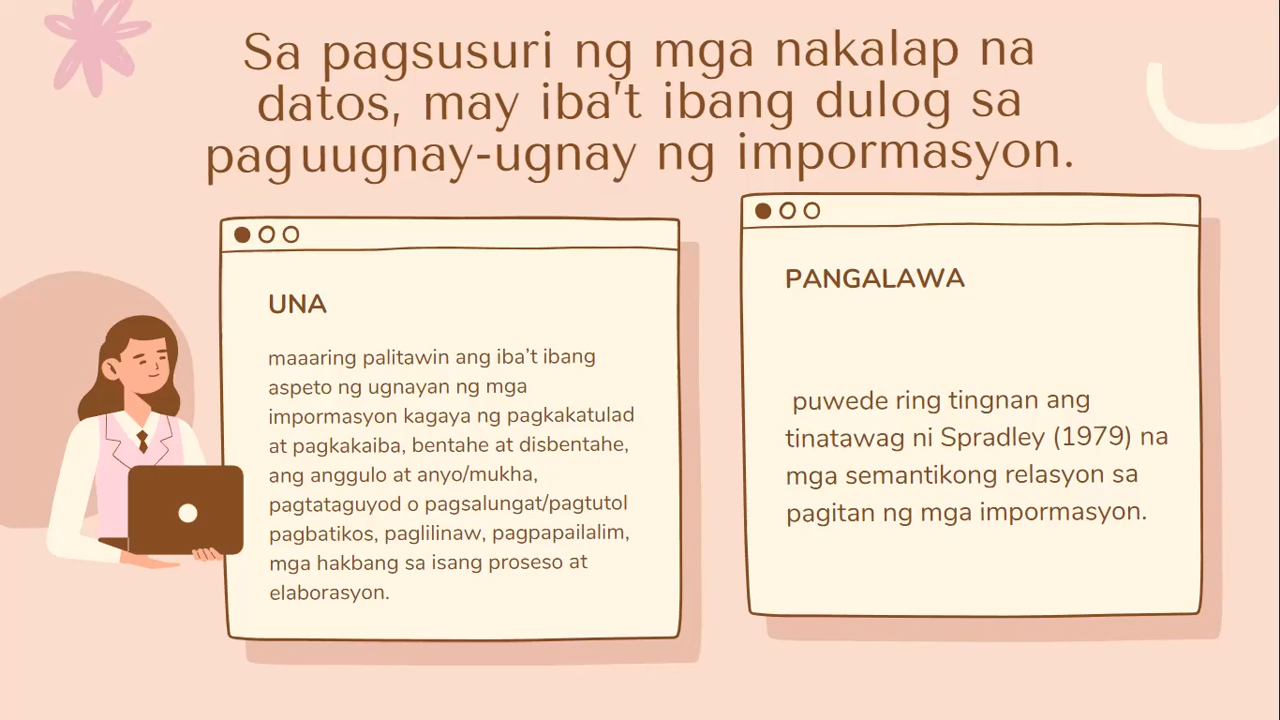 Sa pagsusuri ng mga nakalap na
datos, may iba't ibang dulog sa
paguugnay-ugnay ng impormasyon.
UNA
maaaring palitawin ang iba't ibang
aspeto ng ugnayan ng mga
impormasyon kagaya ng pagkakatulad
at pagkakaiba, bentahe at disbentahe,
ang anggulo at anyo/mukha,
pagtataguyod o pagsalungat/pagtutol
pagbatikos, paglilinaw, pagpapailalim,
mga hakbang sa isang proseso at
elaborasyon.
PANGALAWA
puwede ring tingnan ang
tinatawag ni Spradley (1979) na
mga semantikong relasyon sa
pagitan ng mga impormasyon.